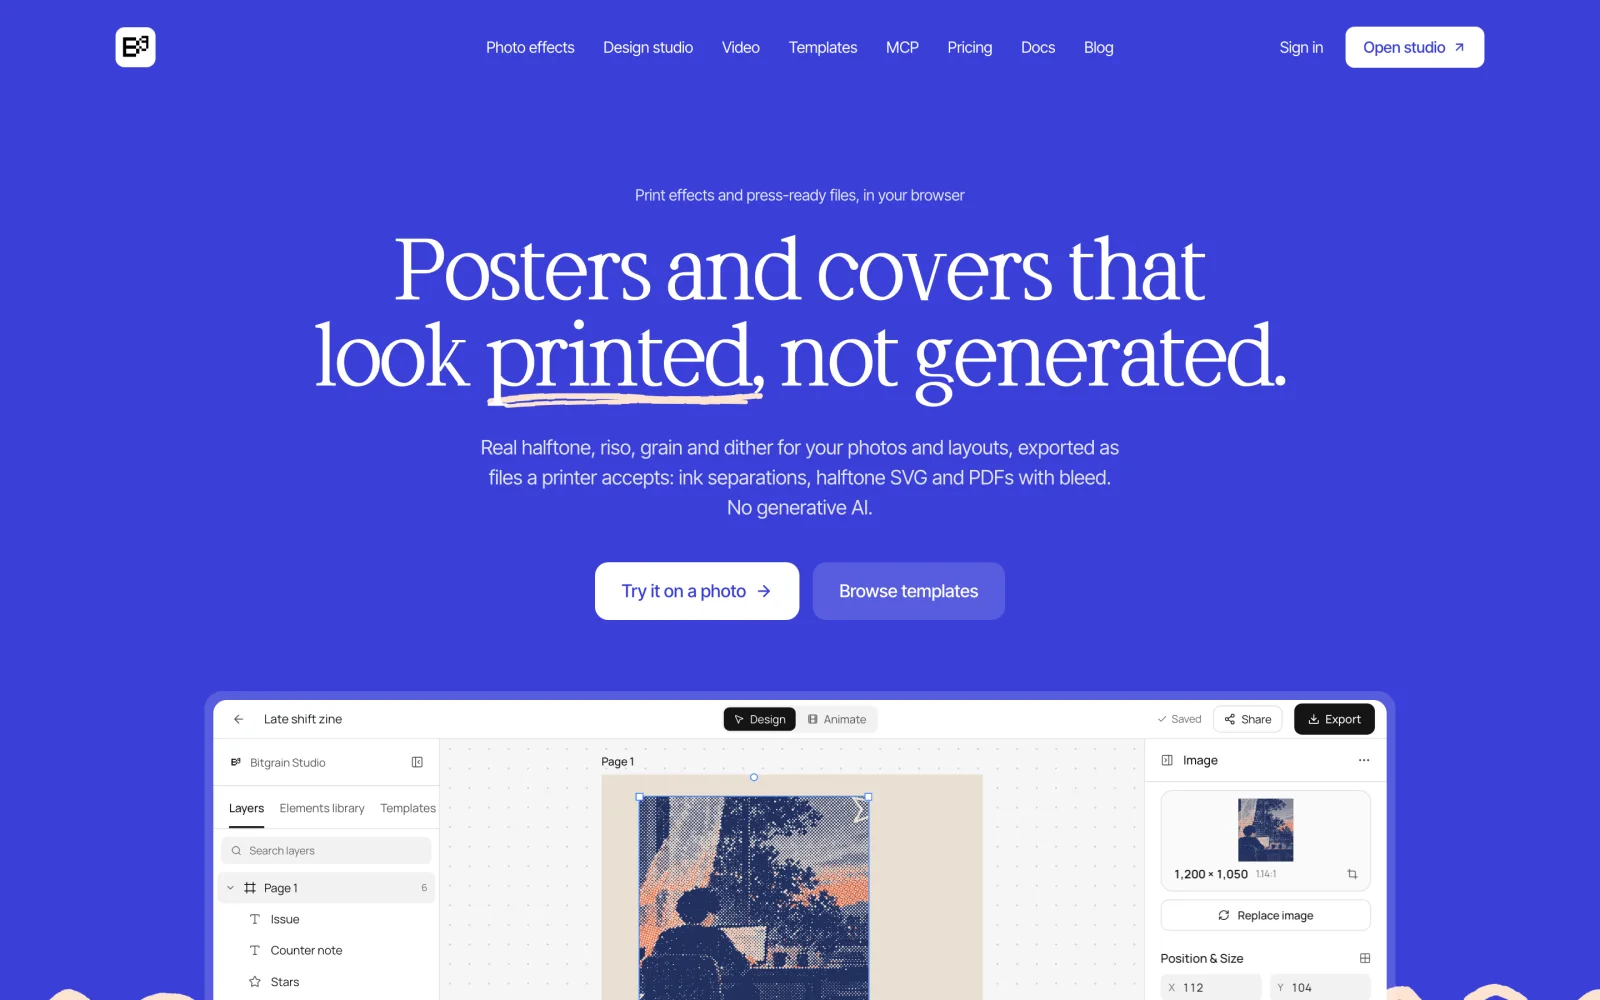 Photo effects Design studio Video Templates MCP Pricing Docs Blog Sign in Open studio
Print effects and press-ready files, in your browser
Posters and covers that
look printed, not generated.
Real halftone, riso, grain and dither for your photos and layouts, exported as
files a printer accepts: ink separations, halftone SVG and PDFs with bleed.
No generative AI.
Try it on a photo Browse templates
Late shift zine Design Animate Saved Share Export
Bitgrain Studio
Layers Elements library Templates
Search layers
Page 1 6
Issue
Counter note
Stars
Page 1
Image
1,200 × 1,050 1.14:1
Replace image
Position & Size
X 112 Y 104